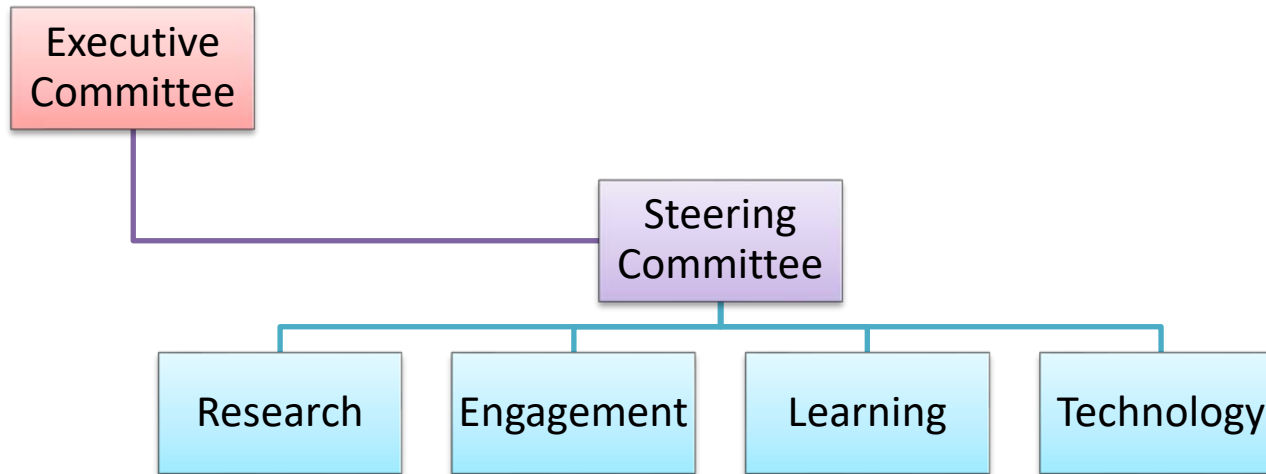 Executive
Committee
Steering
Committee
Research
Engagement
Learning
Technology